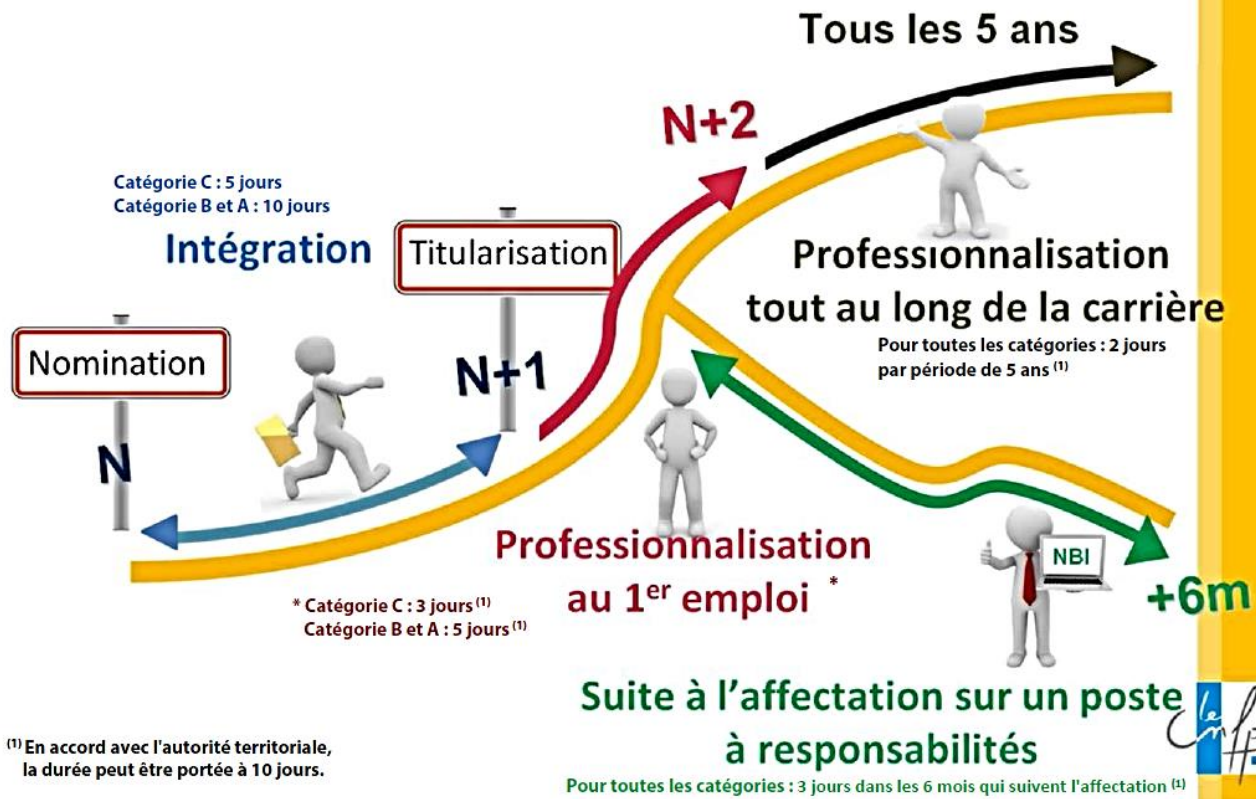 Tous les 5 ans
N+2
Catégorie C : 5 jours
Catégorie B et A : 10 jours
Intégration
Titularisation
Nomination
N+1
N
Professionnalisation
tout au long de la carrière
Pour toutes les catégories : 2 jours
par période de 5 ans (1)
Professionnalisation
au 1er emploi *
* Catégorie C : 3 jours (1)
Catégorie B et A : 5 jours (1)
NBI
+6m
Suite à l'affectation sur un poste
à responsabilités
Pour toutes les catégories : 3 jours dans les 6 mois qui suivent l'affectation (1)
(1) En accord avec l'autorité territoriale,
la durée peut être portée à 10 jours.